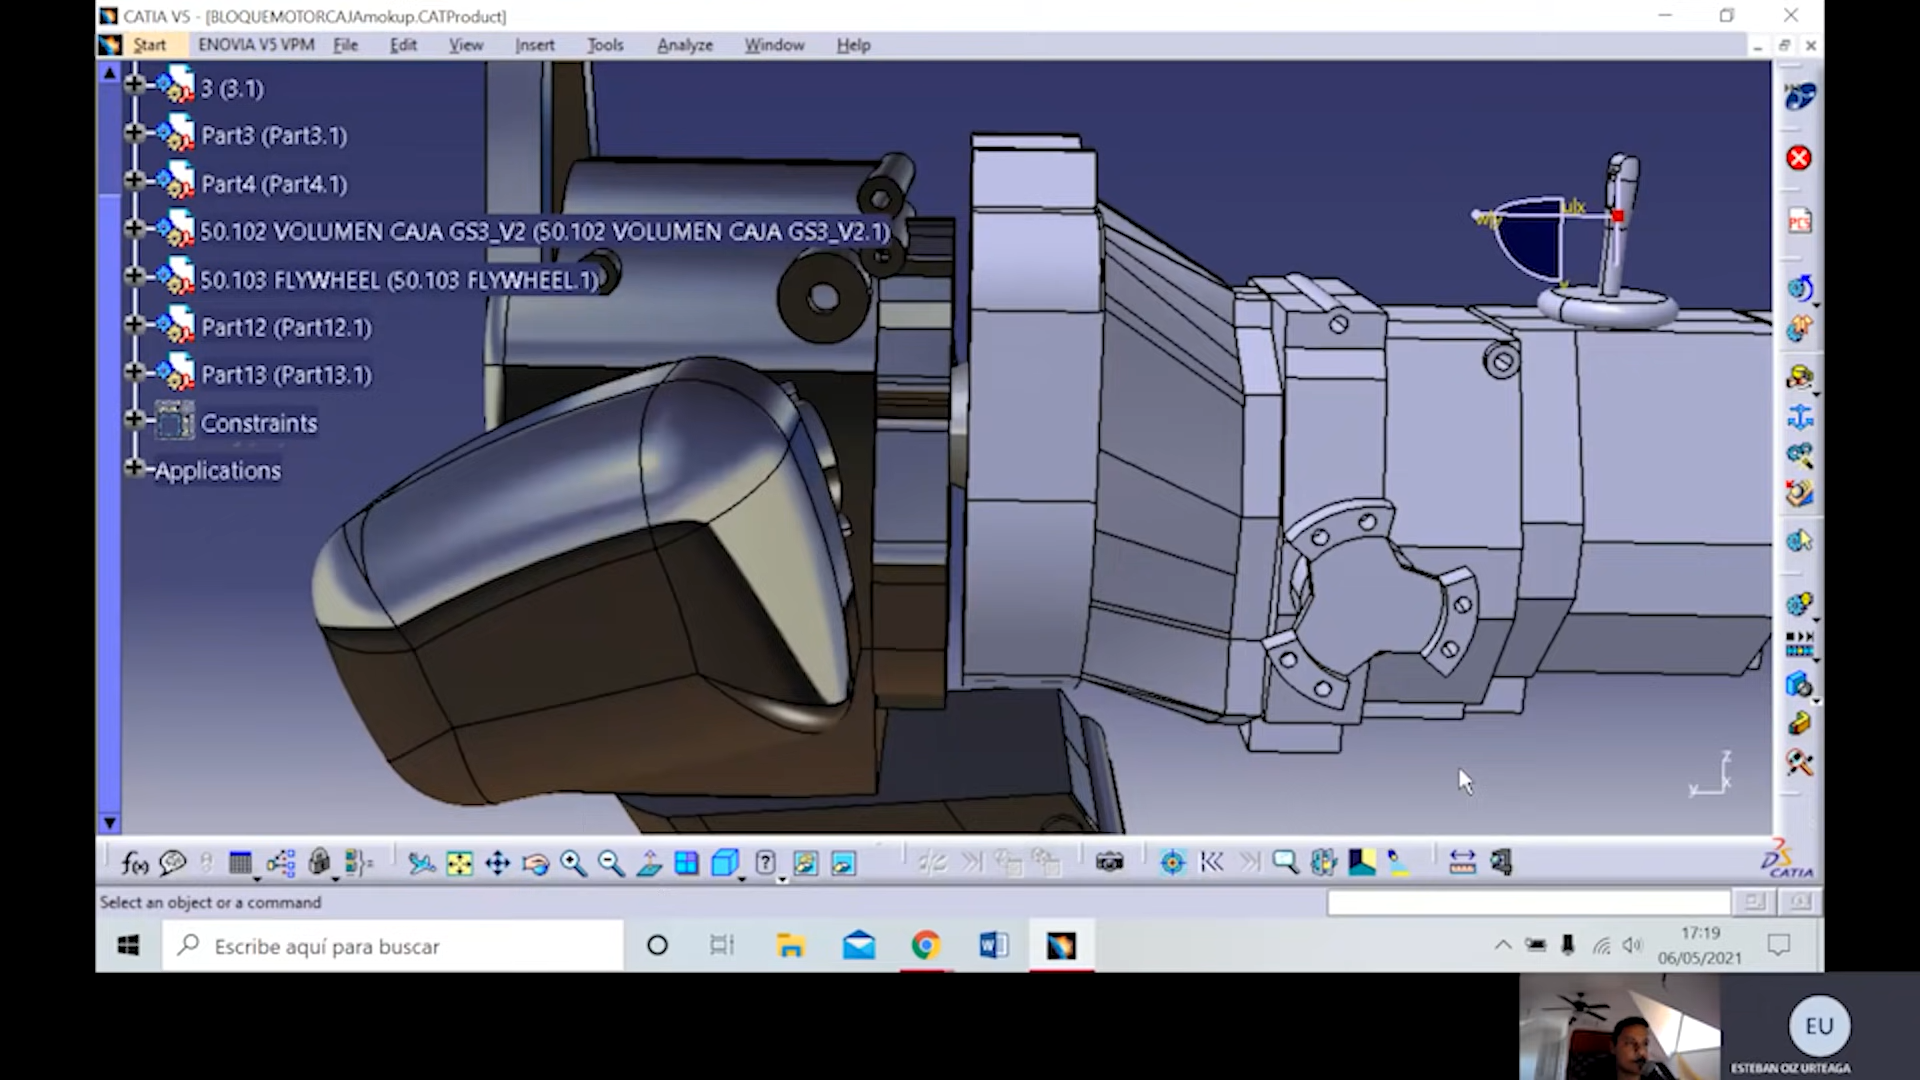 CATIA V5 - [BLOQUEMOTORCAJAmokup.CATProduct]
Start ENOVIA V5 VPM File Edit View Insert Tools Analyze Window Help
3 (3.1)
Part3 (Part3.1)
Part4 (Part4.1)
50.102 VOLUMEN CAJA GS3_V2 (50.102 VOLUMEN CAJA GS3_V2.1)
50.103 FLYWHEEL (50.103 FLYWHEEL.1)
Part12 (Part12.1)
Part13 (Part13.1)
Constraints
Applications
z
y
x
PCS
f(x)
CATIA
Select an object or a command
Escribe aquí para buscar
17:19
06/05/2021
EU
ESTEBAN OIZ URTEAGA